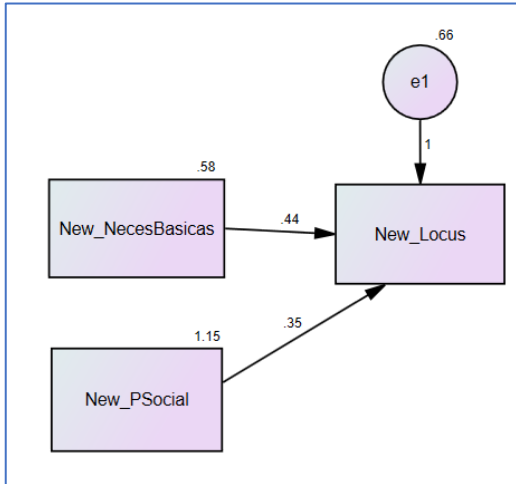 .66
e1
1
.58
New_NecesBasicas
.44
New_Locus
1.15
.35
New_PSocial